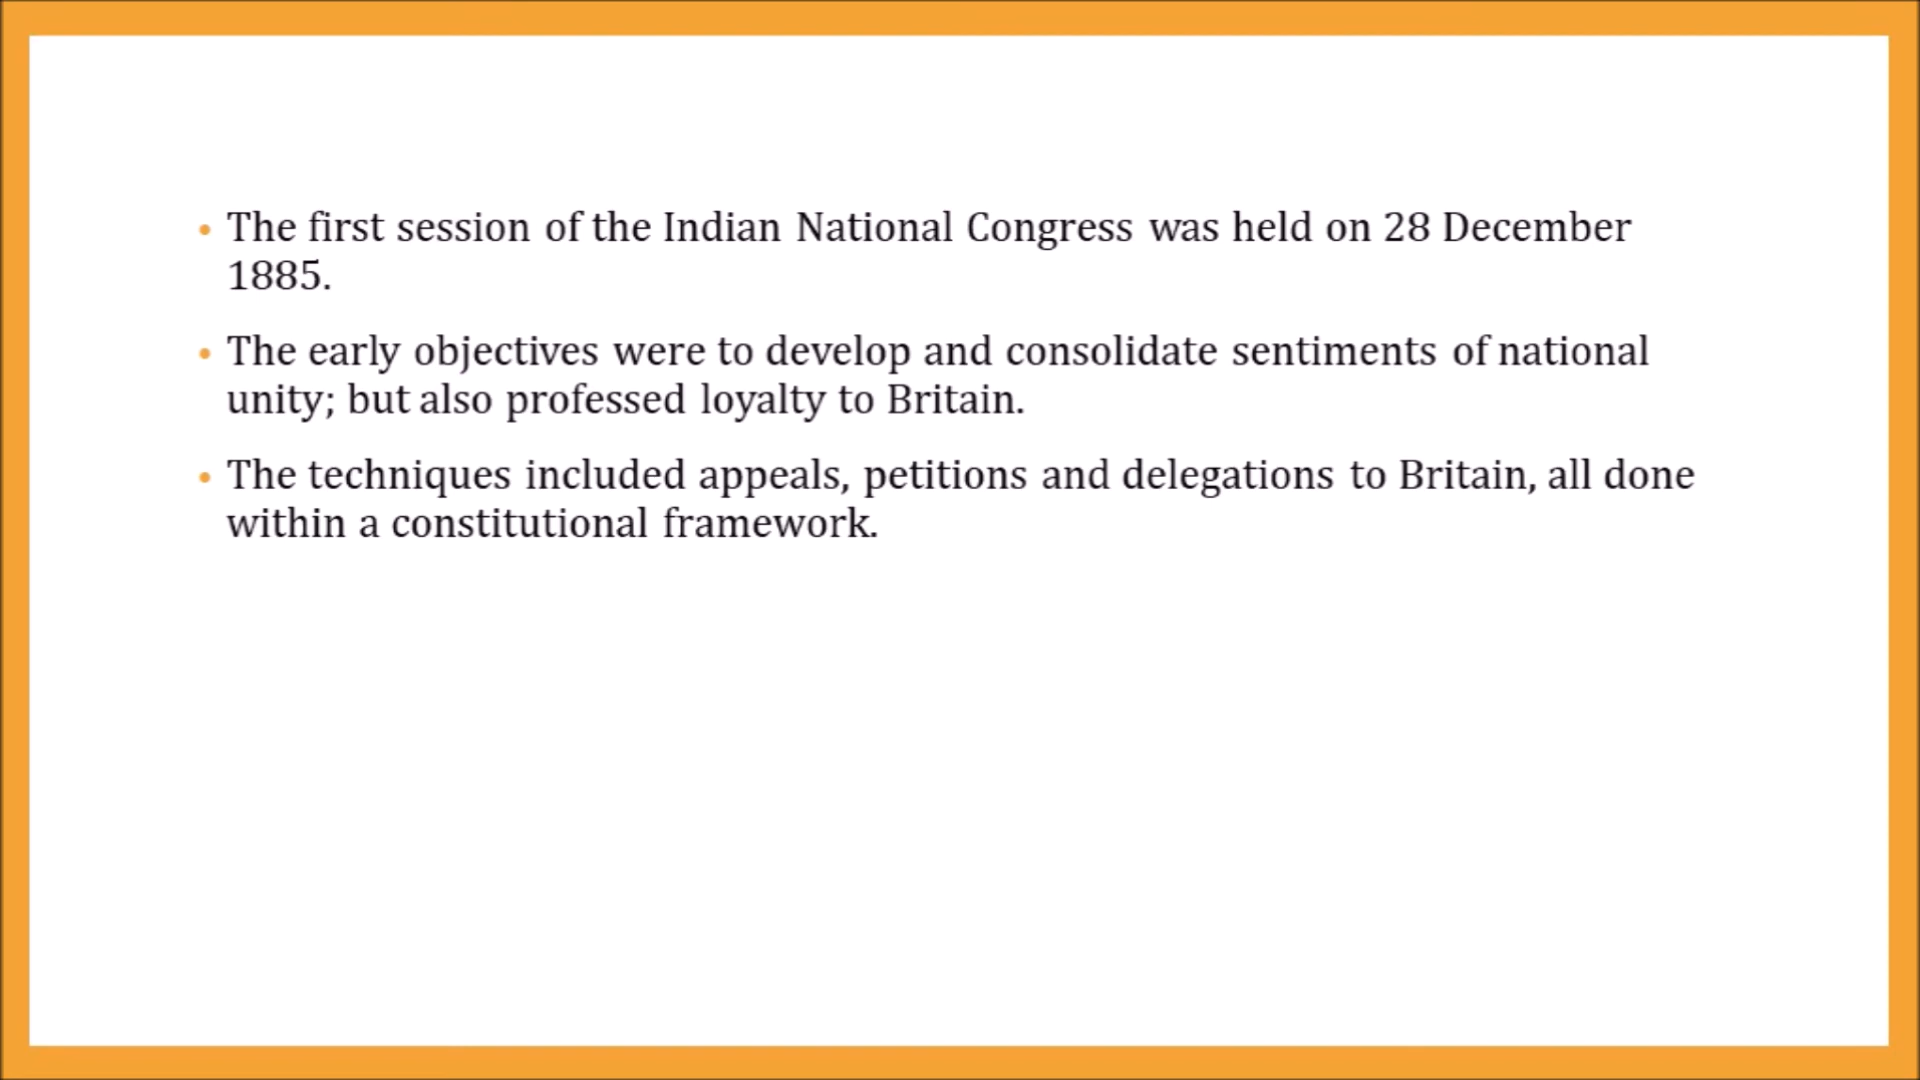 • The first session of the Indian National Congress was held on 28 December
1885.
• The early objectives were to develop and consolidate sentiments of national
unity; but also professed loyalty to Britain.
• The techniques included appeals, petitions and delegations to Britain, all done
within a constitutional framework.